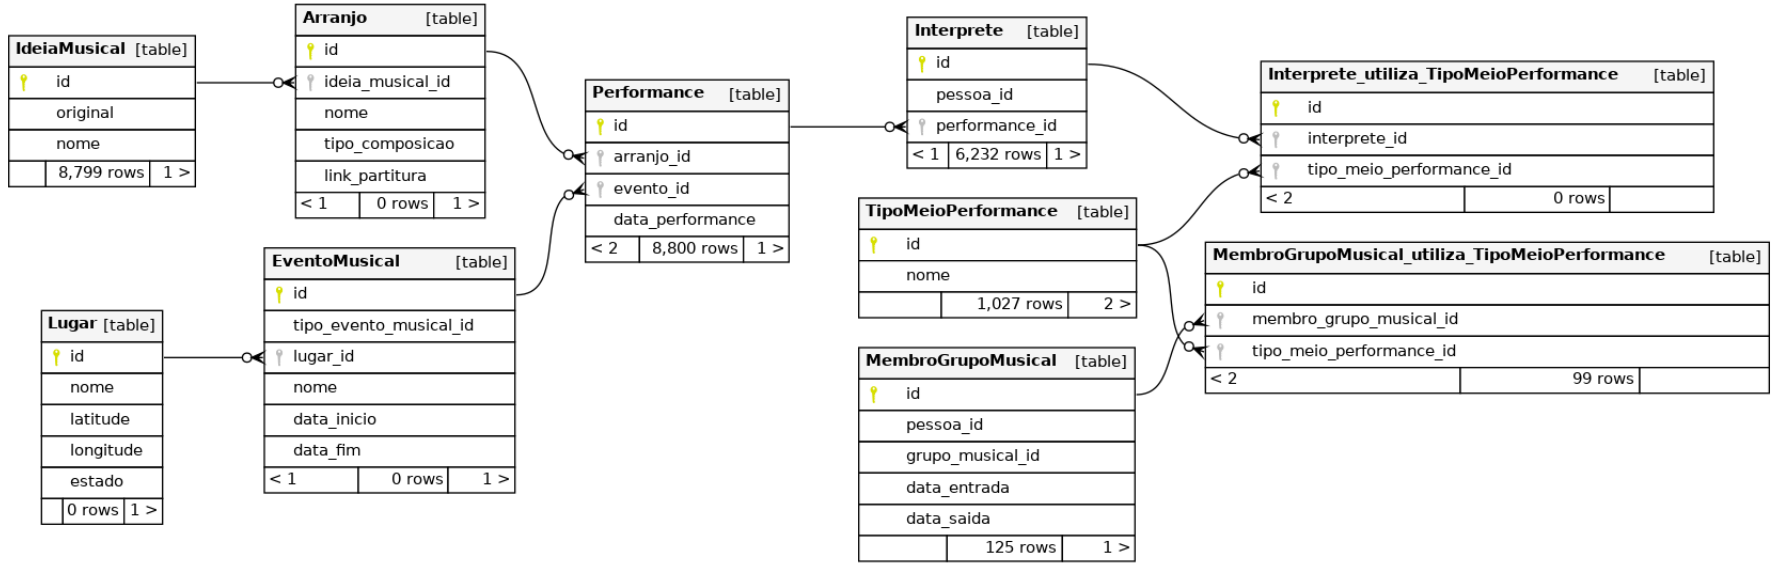 IdeiaMusical [table]
id
original
nome
8,799 rows 1 >
Arranjo [table]
id
ideia_musical_id
nome
tipo_composicao
link_partitura
< 1 0 rows 1 >
Lugar [table]
id
nome
latitude
longitude
estado
0 rows 1 >
EventoMusical [table]
id
tipo_evento_musical_id
lugar_id
nome
data_inicio
data_fim
< 1 0 rows 1 >
Performance [table]
id
arranjo_id
evento_id
data_performance
< 2 8,800 rows 1 >
Interprete [table]
id
pessoa_id
performance_id
< 1 6,232 rows 1 >
TipoMeioPerformance [table]
id
nome
1,027 rows 2 >
MembroGrupoMusical [table]
id
pessoa_id
grupo_musical_id
data_entrada
data_saida
125 rows 1 >
Interprete_utiliza_TipoMeioPerformance [table]
id
interprete_id
tipo_meio_performance_id
< 2 0 rows
MembroGrupoMusical_utiliza_TipoMeioPerformance [table]
id
membro_grupo_musical_id
tipo_meio_performance_id
< 2 99 rows